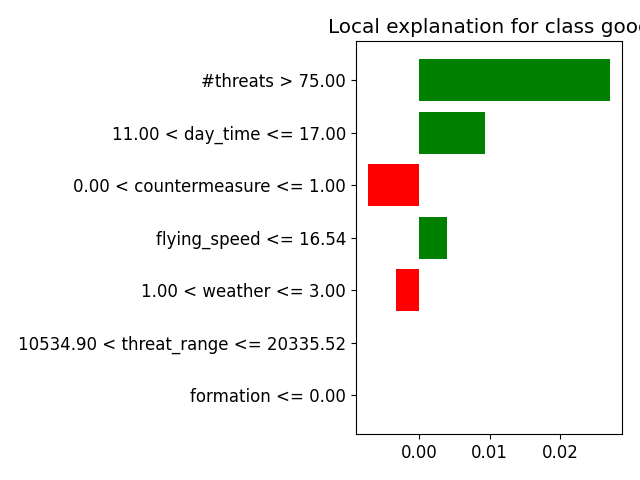 Local explanation for class goo
#threats > 75.00
11.00 < day_time <= 17.00
0.00 < countermeasure <= 1.00
flying_speed <= 16.54
1.00 < weather <= 3.00
10534.90 < threat_range <= 20335.52
formation <= 0.00
0.00 0.01 0.02